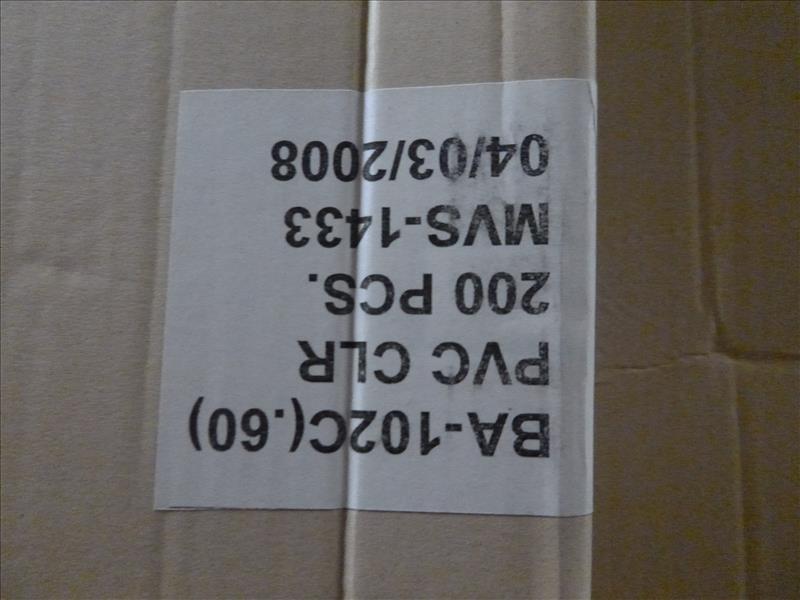 BA-102C(.60)
PVC CLR
200 PCS.
MVS-1433
04/03/2008